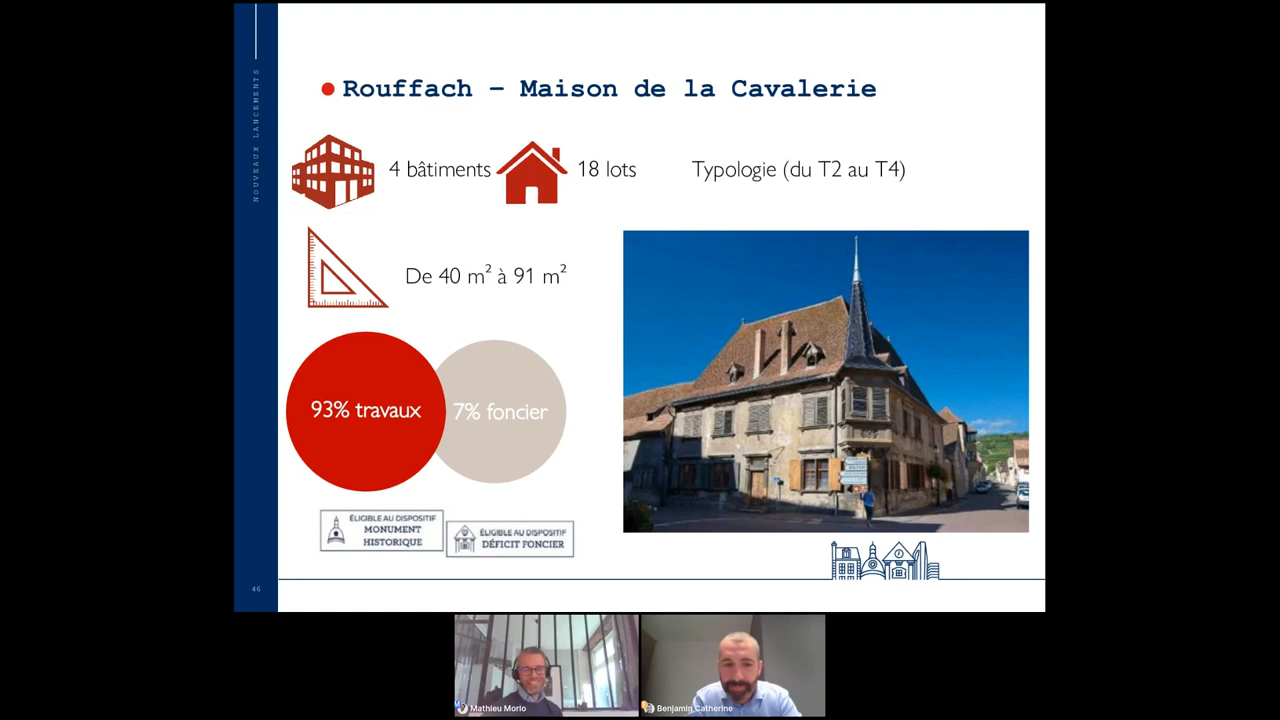 NOUVEAUX LANCEMENTS
Rouffach – Maison de la Cavalerie
4 bâtiments
18 lots
Typologie (du T2 au T4)
De 40 m² à 91 m²
93% travaux
7% foncier
ÉLIGIBLE AU DISPOSITIF
MONUMENT
HISTORIQUE
ÉLIGIBLE AU DISPOSITIF
DÉFICIT FONCIER
46
Mathieu Morio
Benjamin Catherine